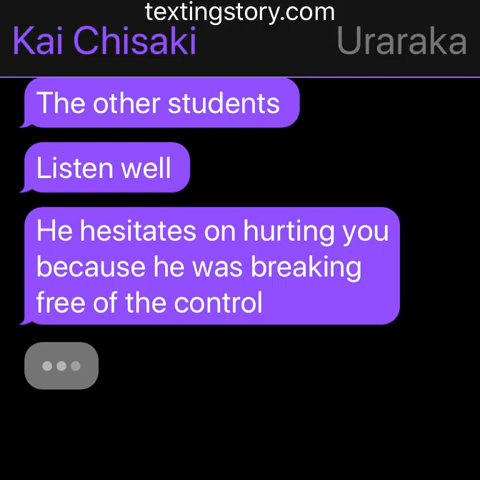 textingstory.com
Kai Chisaki
Uraraka
The other students
Listen well
He hesitates on hurting you
because he was breaking
free of the control